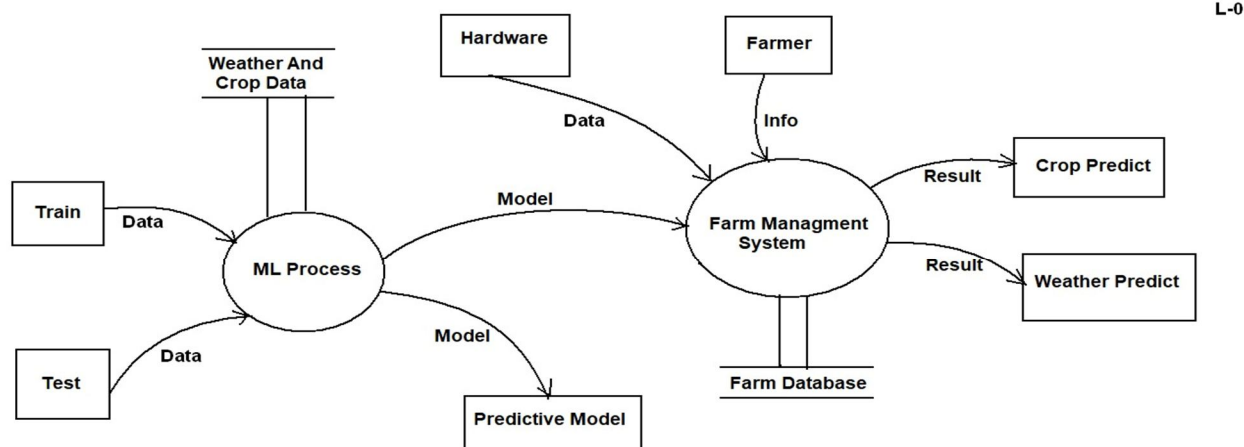 L-0
Hardware
Farmer
Weather And
Crop Data
Data
Info
Crop Predict
Result
Train
Data
Model
Farm Managment
System
ML Process
Result
Weather Predict
Model
Data
Test
Farm Database
Predictive Model